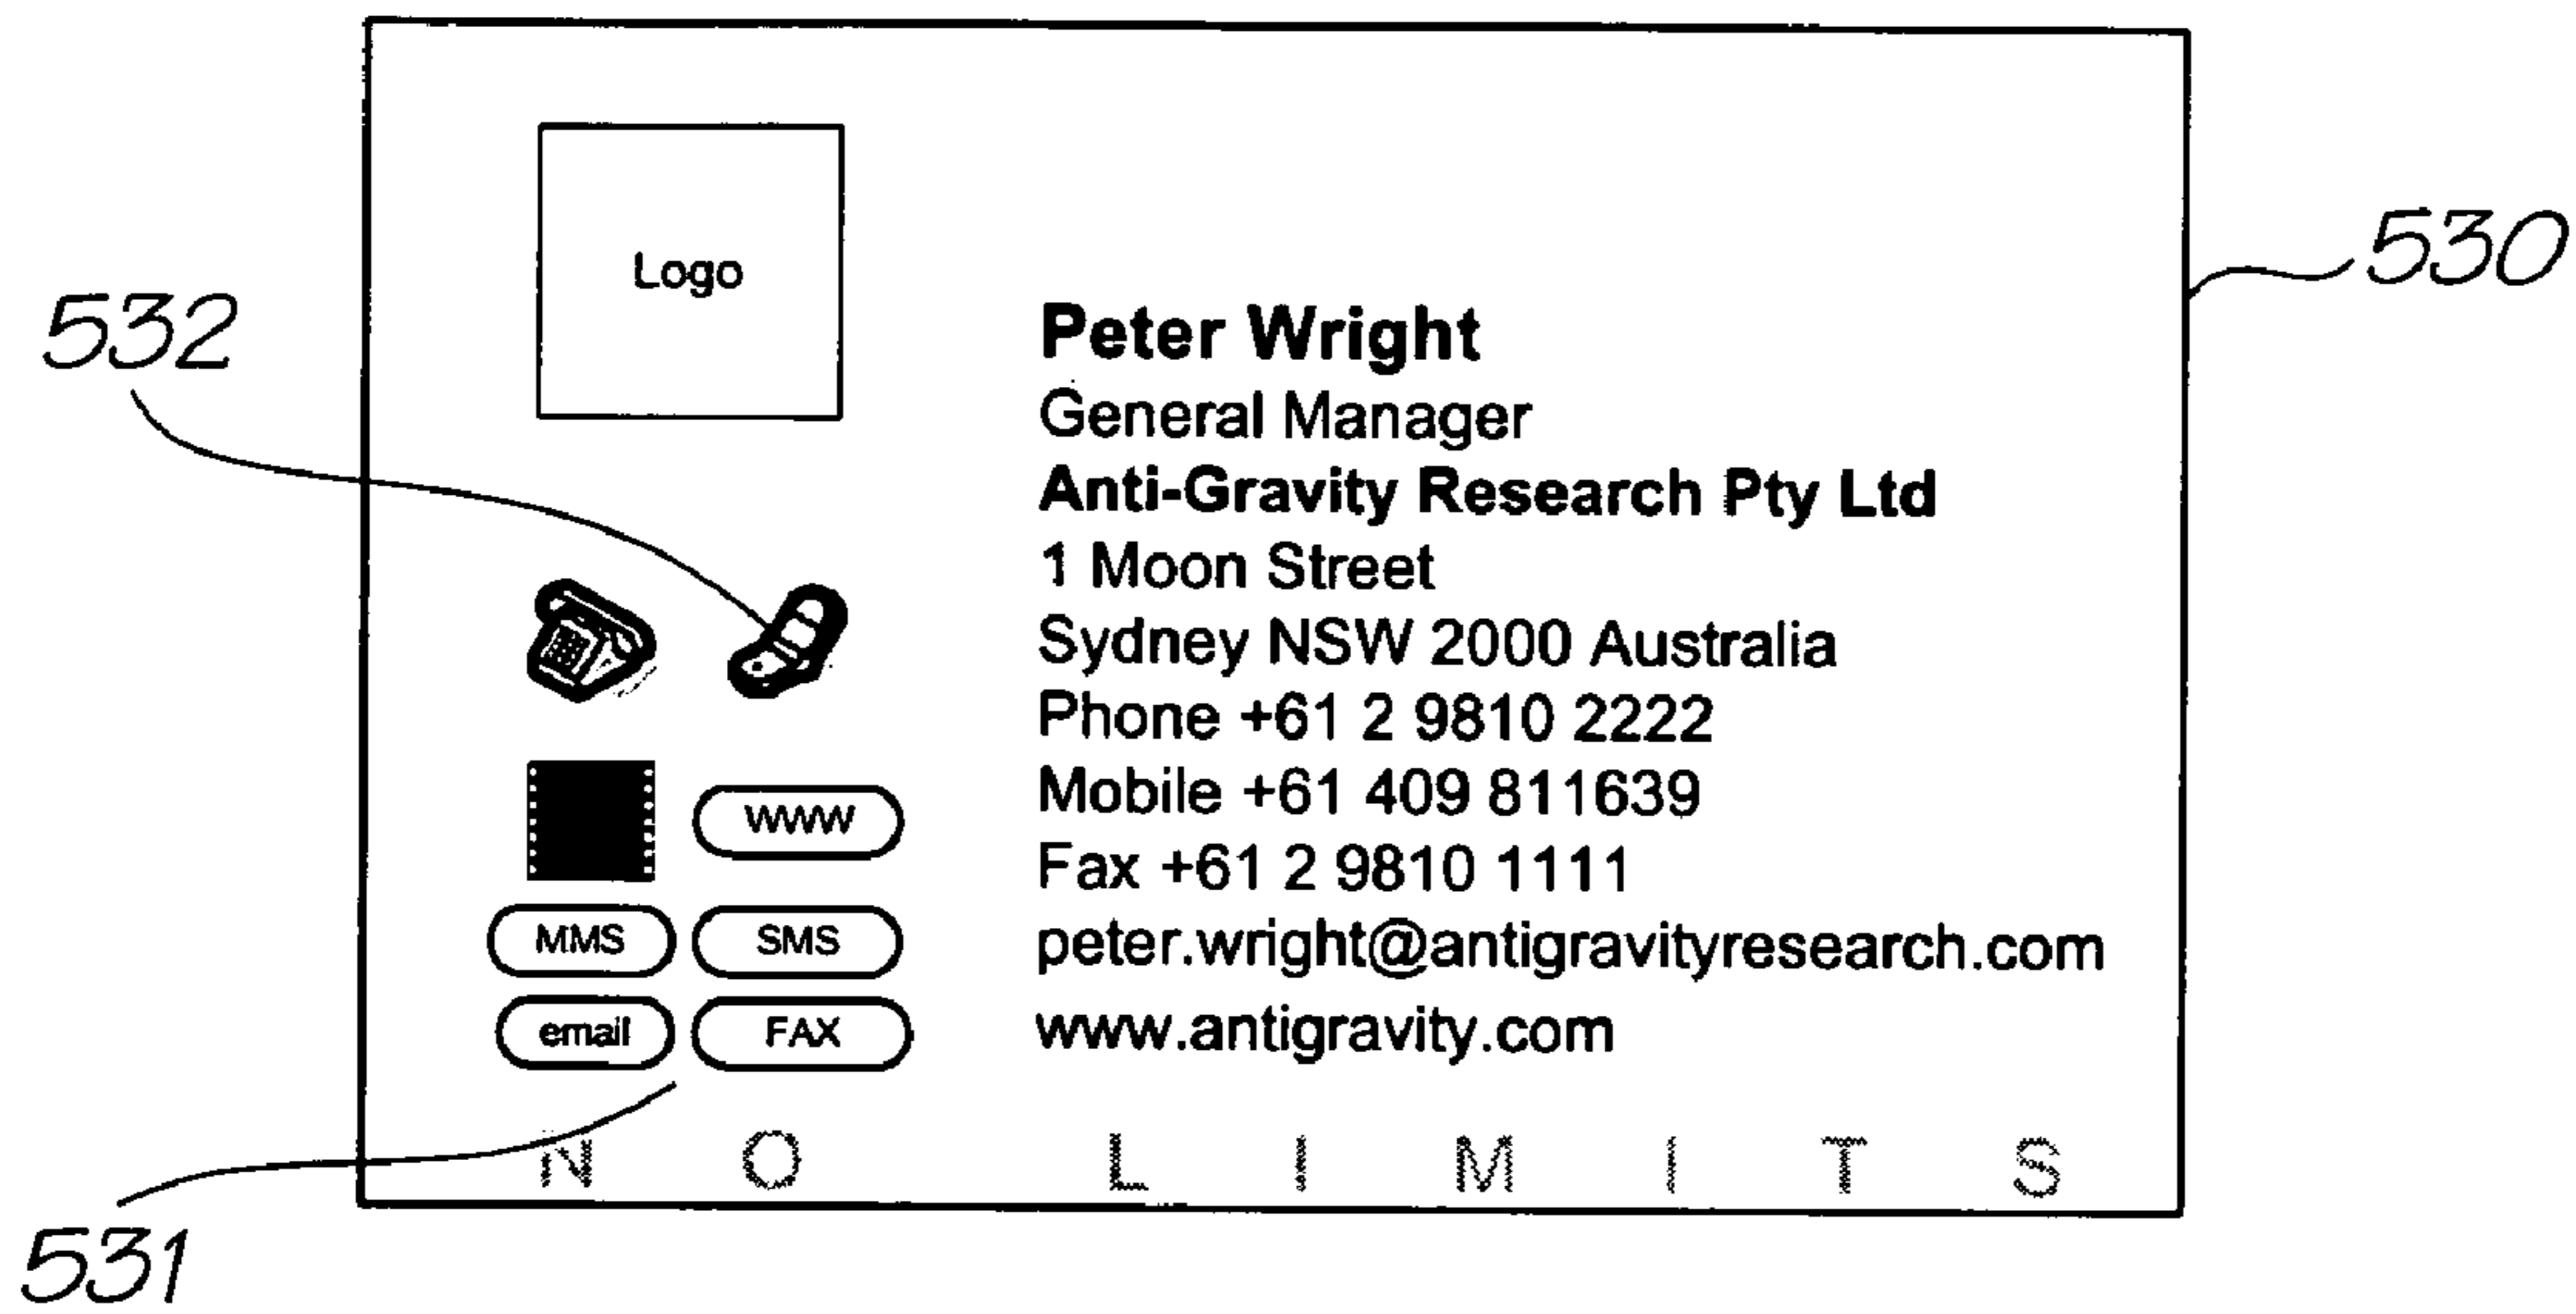 Logo
530
532
Peter Wright
General Manager
Anti-Gravity Research Pty Ltd
1 Moon Street
Sydney NSW 2000 Australia
Phone +61 2 9810 2222
Mobile +61 409 811639
Fax +61 2 9810 1111
peter.wright@antigravityresearch.com
www.antigravity.com
WWW
MMS SMS
email FAX
NO LIMITS
531